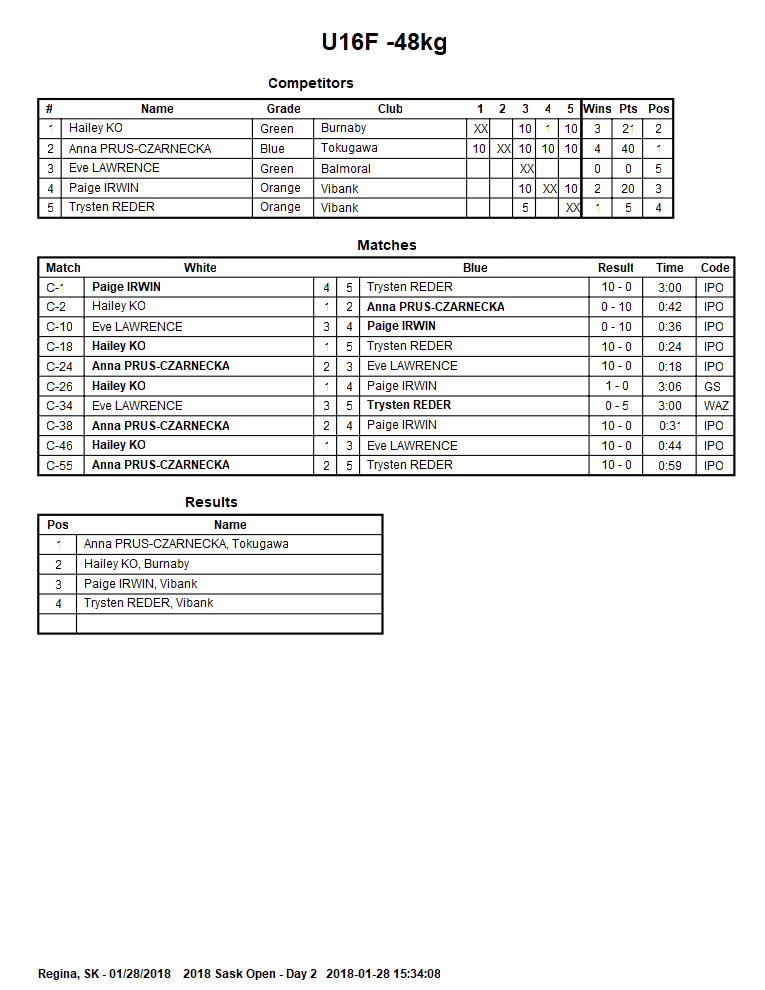 U16F -48kg
Competitors
# Name Grade Club 1 2 3 4 5 Wins Pts Pos
1 Hailey KO Green Burnaby XX 10 1 10 3 21 2
2 Anna PRUS-CZARNECKA Blue Tokugawa 10 XX 10 10 10 4 40 1
3 Eve LAWRENCE Green Balmoral XX 0 0 5
4 Paige IRWIN Orange Vibank 10 XX 10 2 20 3
5 Trysten REDER Orange Vibank 5 XX 1 5 4
Matches
Match White Blue Result Time Code
C-1 Paige IRWIN 4 5 Trysten REDER 10 - 0 3:00 IPO
C-2 Hailey KO 1 2 Anna PRUS-CZARNECKA 0 - 10 0:42 IPO
C-10 Eve LAWRENCE 3 4 Paige IRWIN 0 - 10 0:36 IPO
C-18 Hailey KO 1 5 Trysten REDER 10 - 0 0:24 IPO
C-24 Anna PRUS-CZARNECKA 2 3 Eve LAWRENCE 10 - 0 0:18 IPO
C-26 Hailey KO 1 4 Paige IRWIN 1 - 0 3:06 GS
C-34 Eve LAWRENCE 3 5 Trysten REDER 0 - 5 3:00 WAZ
C-38 Anna PRUS-CZARNECKA 2 4 Paige IRWIN 10 - 0 0:31 IPO
C-46 Hailey KO 1 3 Eve LAWRENCE 10 - 0 0:44 IPO
C-55 Anna PRUS-CZARNECKA 2 5 Trysten REDER 10 - 0 0:59 IPO
Results
Pos Name
1 Anna PRUS-CZARNECKA, Tokugawa
2 Hailey KO, Burnaby
3 Paige IRWIN, Vibank
4 Trysten REDER, Vibank
Regina, SK - 01/28/2018 2018 Sask Open - Day 2 2018-01-28 15:34:08